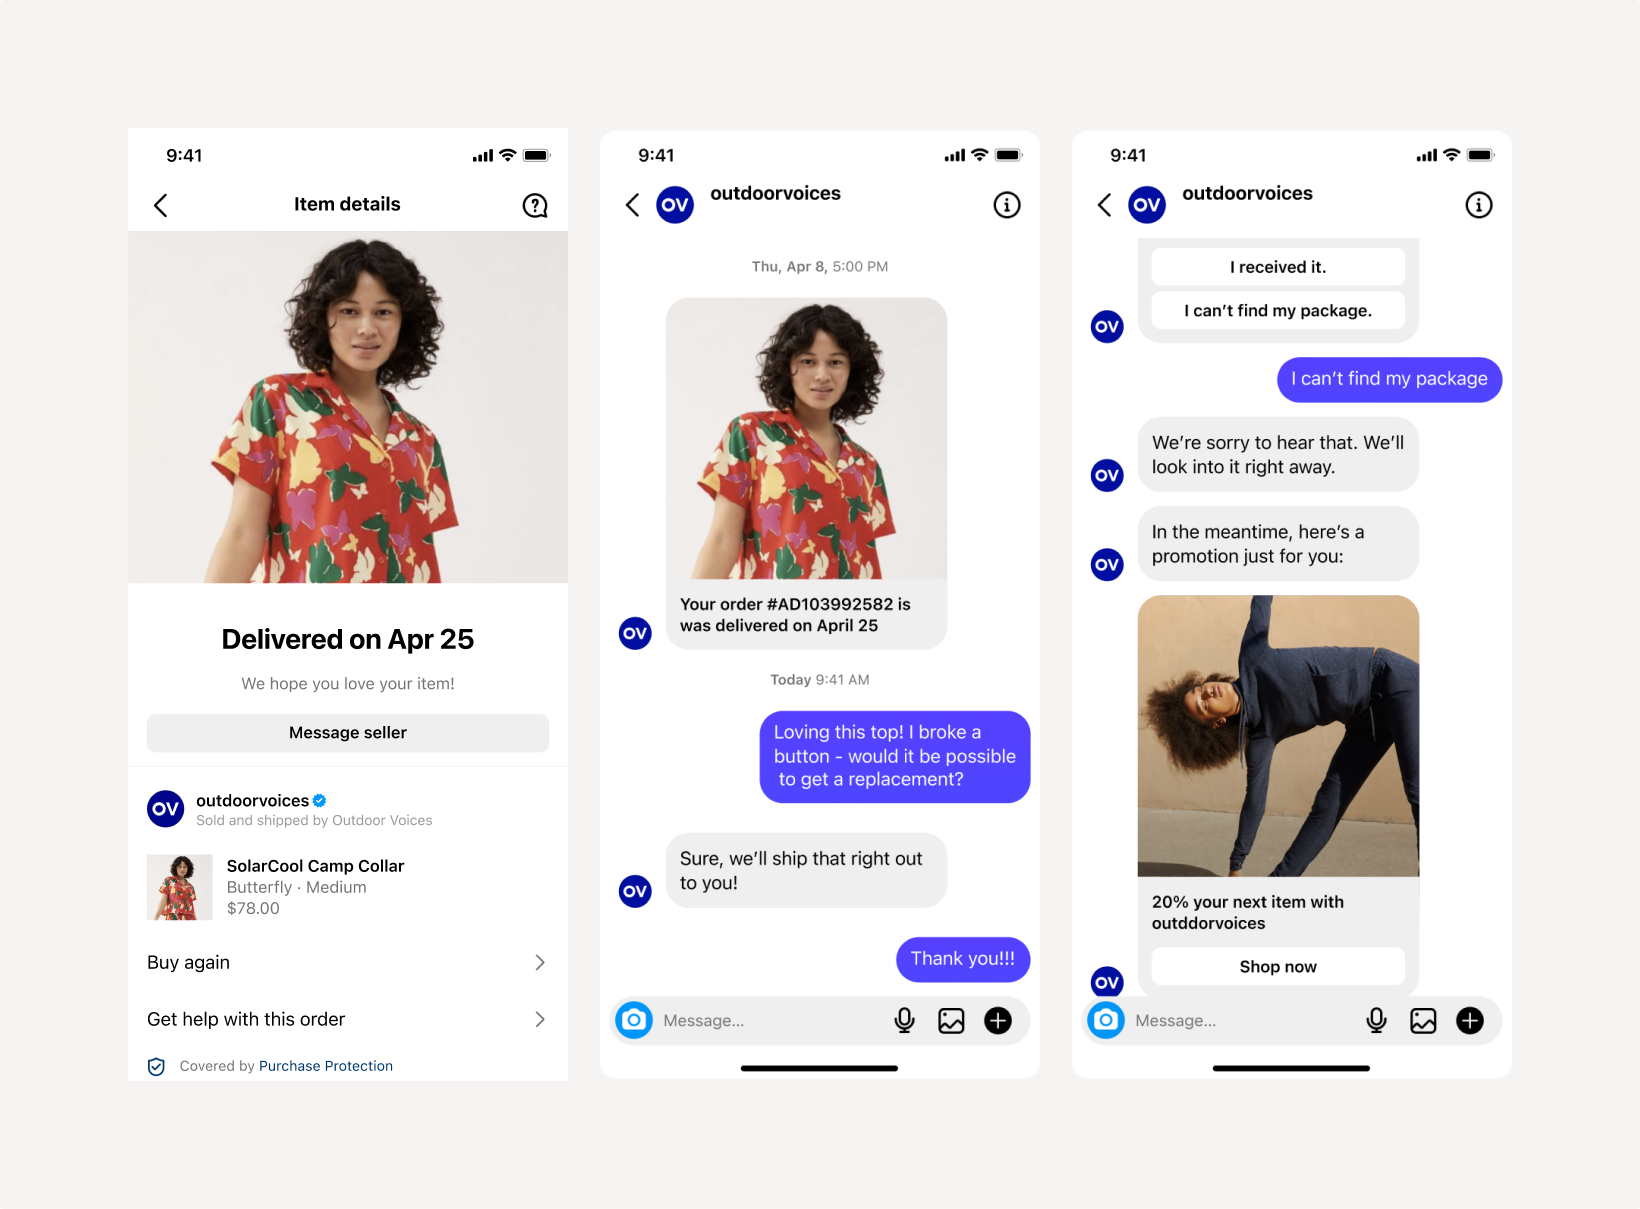 9:41
Item details
Delivered on Apr 25
We hope you love your item!
Message seller
OV
outdoorvoices
Sold and shipped by Outdoor Voices
SolarCool Camp Collar
Butterfly · Medium
$78.00
Buy again
Get help with this order
Covered by Purchase Protection
9:41
OV
outdoorvoices
Thu, Apr 8, 5:00 PM
Your order #AD103992582 is
was delivered on April 25
OV
Today 9:41 AM
Loving this top! I broke a
button - would it be possible
to get a replacement?
Sure, we’ll ship that right out
to you!
OV
Thank you!!!
Message...
9:41
OV
outdoorvoices
I received it.
I can’t find my package.
OV
I can’t find my package
We’re sorry to hear that. We’ll
look into it right away.
OV
In the meantime, here’s a
promotion just for you:
OV
20% your next item with
outddorvoices
Shop now
OV
Message...